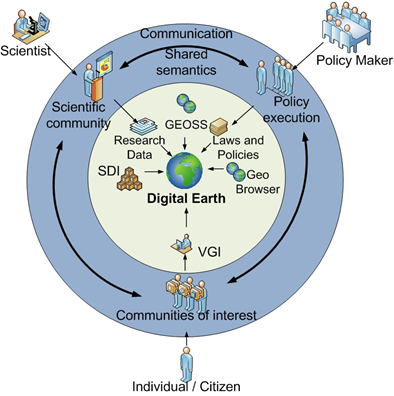 Scientist
Communication
Shared
semantics
Policy Maker
Scientific
community
Policy
execution
GEOSS
Research
Data
Laws and
Policies
SDI
Geo
Browser
Digital Earth
VGI
Communities of interest
Individual / Citizen